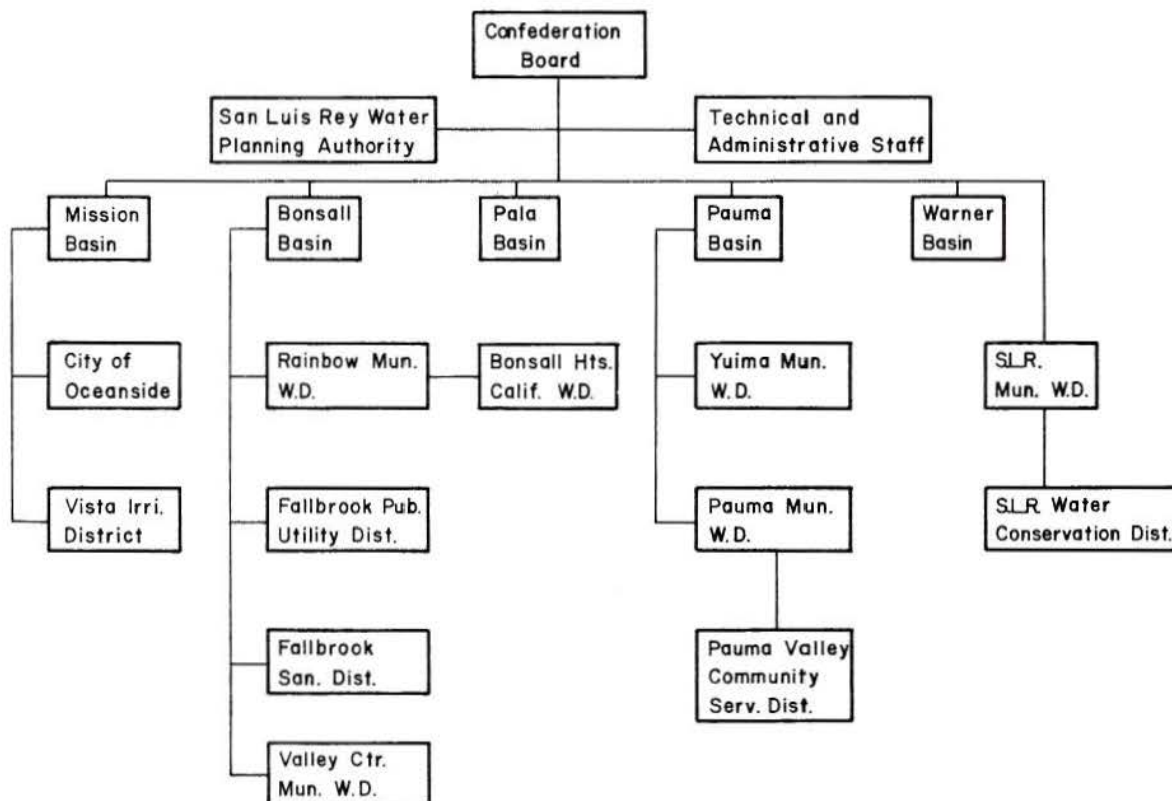 Confederation
Board
San Luis Rey Water
Planning Authority
Technical and
Administrative Staff
Mission
Basin
Bonsall
Basin
Pala
Basin
Pauma
Basin
Warner
Basin
City of
Oceanside
Rainbow Mun.
W.D.
Bonsall Hts.
Calif. W.D.
Yuima Mun.
W.D.
S.L.R.
Mun. W.D.
Vista Irri.
District
Fallbrook Pub.
Utility Dist.
Pauma Mun.
W.D.
S.L.R. Water
Conservation Dist.
Fallbrook
San. Dist.
Pauma Valley
Community
Serv. Dist.
Valley Ctr.
Mun. W.D.